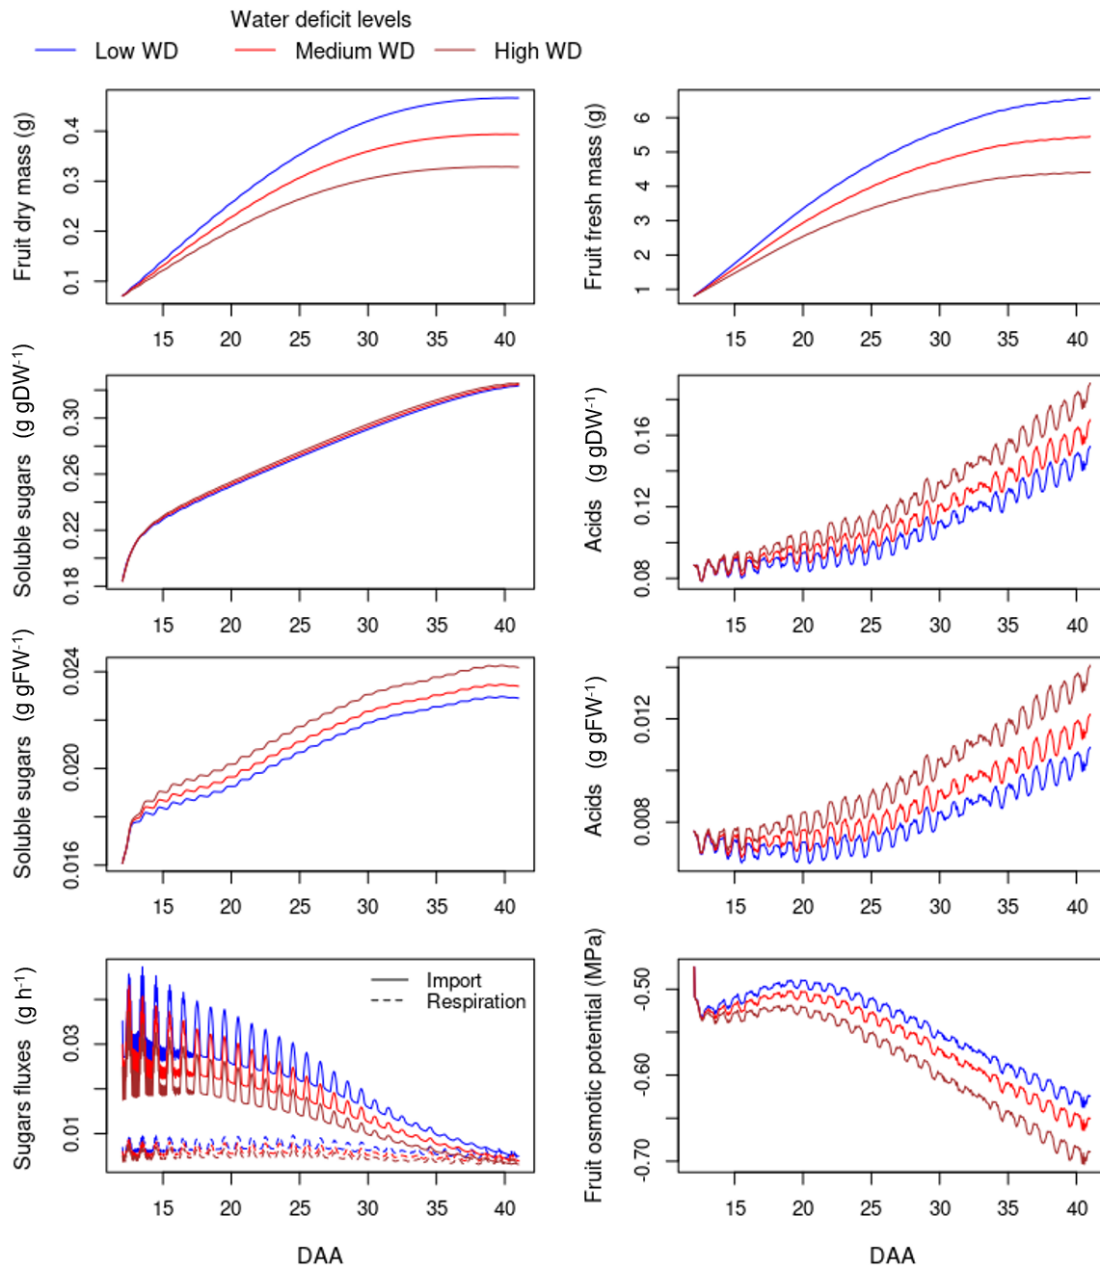 Water deficit levels
Low WD Medium WD High WD
Fruit dry mass (g)
0.1 0.2 0.3 0.4
15 20 25 30 35 40
Fruit fresh mass (g)
1 2 3 4 5 6
15 20 25 30 35 40
Soluble sugars (g gDW-1)
0.18 0.22 0.26 0.30
15 20 25 30 35 40
Acids (g gDW-1)
0.08 0.12 0.16
15 20 25 30 35 40
Soluble sugars (g gFW-1)
0.016 0.020 0.024
15 20 25 30 35 40
Acids (g gFW-1)
0.008 0.012
15 20 25 30 35 40
Sugars fluxes (g h-1)
0.01 0.03
Import
Respiration
15 20 25 30 35 40
DAA
Fruit osmotic potential (MPa)
-0.70 -0.60 -0.50
15 20 25 30 35 40
DAA